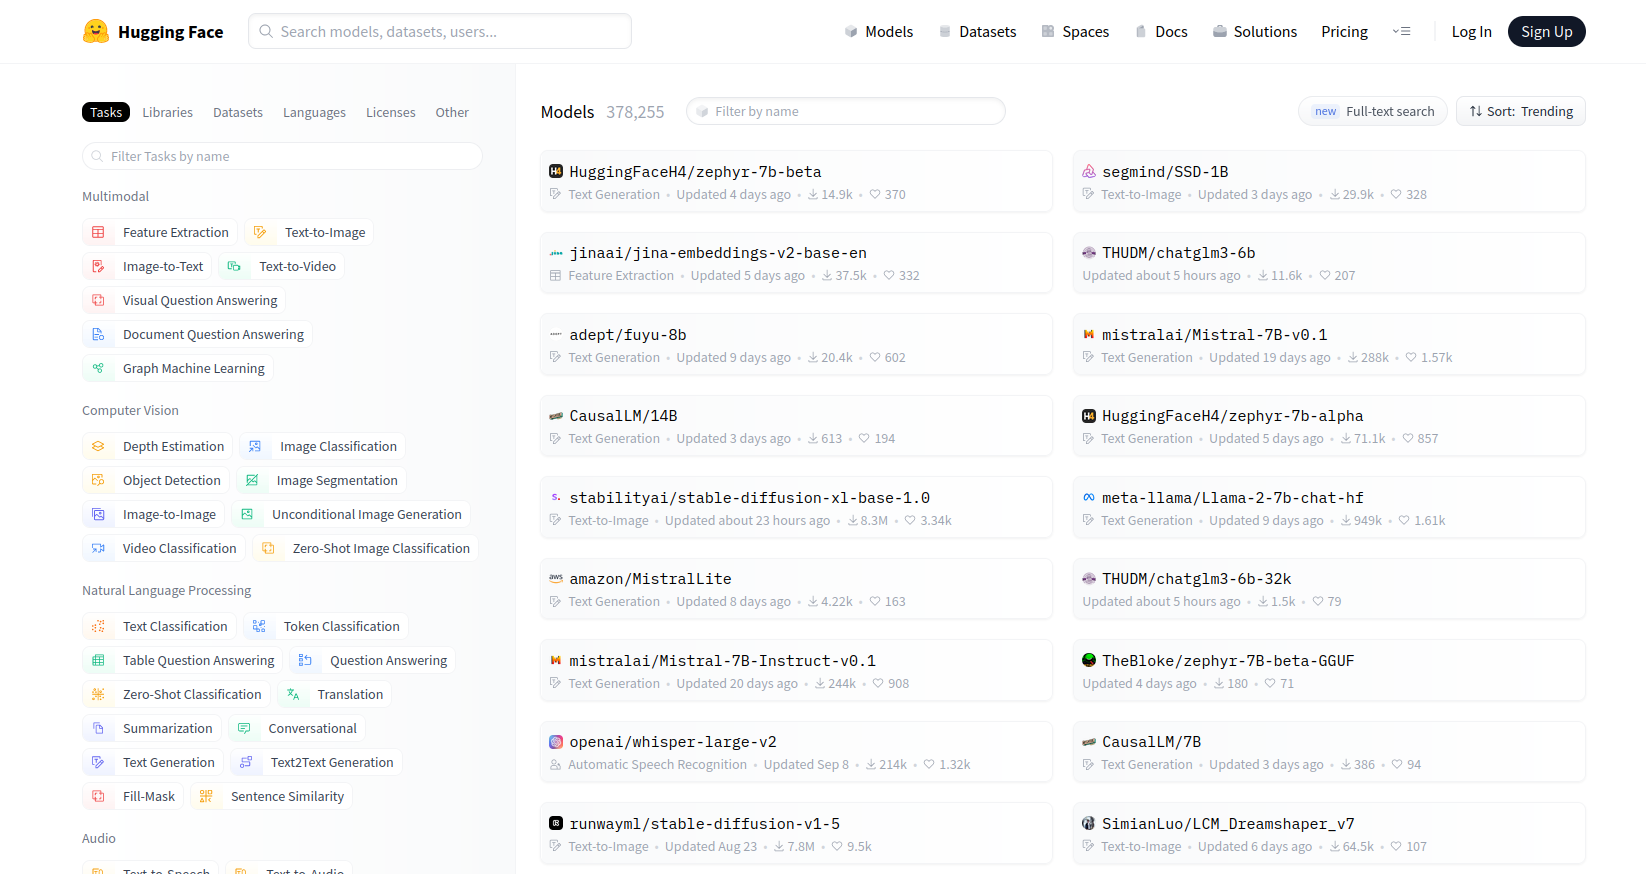 Hugging Face
Search models, datasets, users...
Models
Datasets
Spaces
Docs
Solutions
Pricing
Log In
Sign Up
Tasks Libraries Datasets Languages Licenses Other
Filter Tasks by name
Multimodal
Feature Extraction Text-to-Image
Image-to-Text Text-to-Video
Visual Question Answering
Document Question Answering
Graph Machine Learning
Computer Vision
Depth Estimation Image Classification
Object Detection Image Segmentation
Image-to-Image Unconditional Image Generation
Video Classification Zero-Shot Image Classification
Natural Language Processing
Text Classification Token Classification
Table Question Answering Question Answering
Zero-Shot Classification Translation
Summarization Conversational
Text Generation Text2Text Generation
Fill-Mask Sentence Similarity
Audio
Text-to-Speech Text-to-Audio
Models 378,255
Filter by name
new Full-text search
Sort: Trending
HuggingFaceH4/zephyr-7b-beta
Text Generation • Updated 4 days ago • 14.9k • 370
segmind/SSD-1B
Text-to-Image • Updated 3 days ago • 29.9k • 328
jinaai/jina-embeddings-v2-base-en
Feature Extraction • Updated 5 days ago • 37.5k • 332
THUDM/chatglm3-6b
Updated about 5 hours ago • 11.6k • 207
adept/fuyu-8b
Text Generation • Updated 9 days ago • 20.4k • 602
mistralai/Mistral-7B-v0.1
Text Generation • Updated 19 days ago • 288k • 1.57k
CausalLM/14B
Text Generation • Updated 3 days ago • 613 • 194
HuggingFaceH4/zephyr-7b-alpha
Text Generation • Updated 5 days ago • 71.1k • 857
stabilityai/stable-diffusion-xl-base-1.0
Text-to-Image • Updated about 23 hours ago • 8.3M • 3.34k
meta-llama/Llama-2-7b-chat-hf
Text Generation • Updated 9 days ago • 949k • 1.61k
amazon/MistralLite
Text Generation • Updated 8 days ago • 4.22k • 163
THUDM/chatglm3-6b-32k
Updated about 5 hours ago • 1.5k • 79
mistralai/Mistral-7B-Instruct-v0.1
Text Generation • Updated 20 days ago • 244k • 908
TheBloke/zephyr-7B-beta-GGUF
Updated 4 days ago • 180 • 71
openai/whisper-large-v2
Automatic Speech Recognition • Updated Sep 8 • 214k • 1.32k
CausalLM/7B
Text Generation • Updated 3 days ago • 386 • 94
runwayml/stable-diffusion-v1-5
Text-to-Image • Updated Aug 23 • 7.8M • 9.5k
SimianLuo/LCM_Dreamshaper_v7
Text-to-Image • Updated 6 days ago • 64.5k • 107